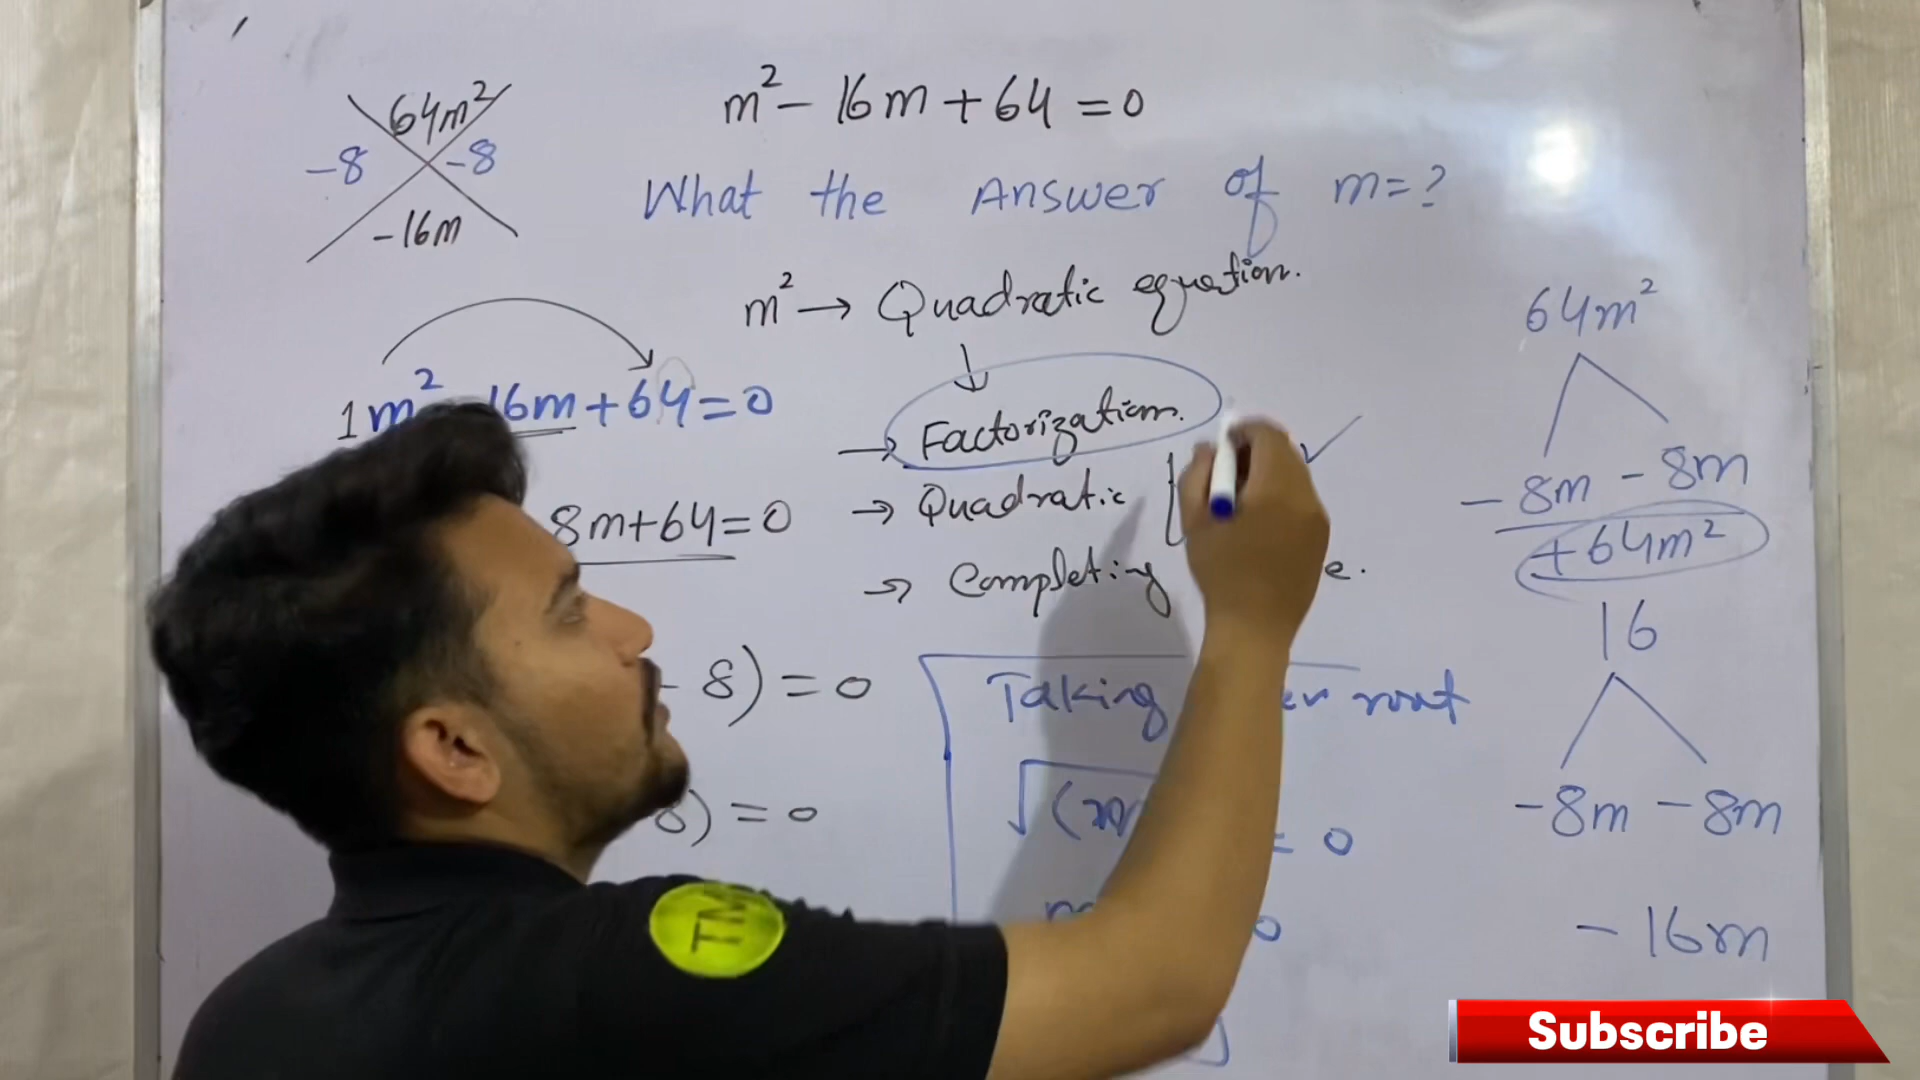 m² - 16m + 64 = 0
What the Answer of m = ?
64m²
-8 -8
-16m
m² → Quadratic equation.
↓
→ Factorization.
→ Quadratic
→ Completing
1m² 16m + 64 = 0
8m + 64 = 0
- 8) = 0
8) = 0
Taking root
√(m
= 0
0
64m²
-8m -8m
+64m²
16
-8m -8m
-16m
TM
Subscribe